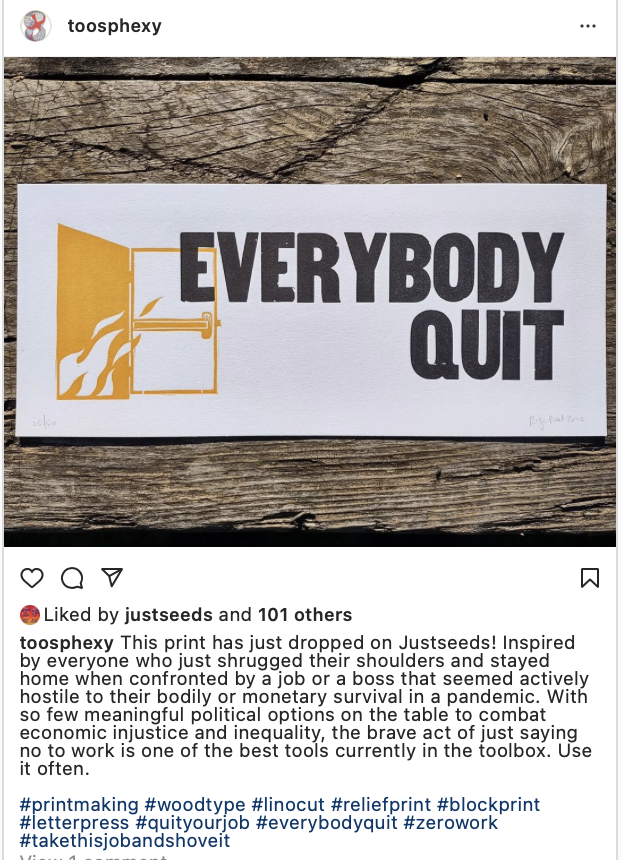 toosphexy
EVERYBODY
QUIT
Liked by justseeds and 101 others
toosphexy This print has just dropped on Justseeds! Inspired
by everyone who just shrugged their shoulders and stayed
home when confronted by a job or a boss that seemed actively
hostile to their bodily or monetary survival in a pandemic. With
so few meaningful political options on the table to combat
economic injustice and inequality, the brave act of just saying
no to work is one of the best tools currently in the toolbox. Use
it often.
#printmaking #woodtype #linocut #reliefprint #blockprint
#letterpress #quityourjob #everybodyquit #zerowork
#takethisjobandshoveit
View 1 comment